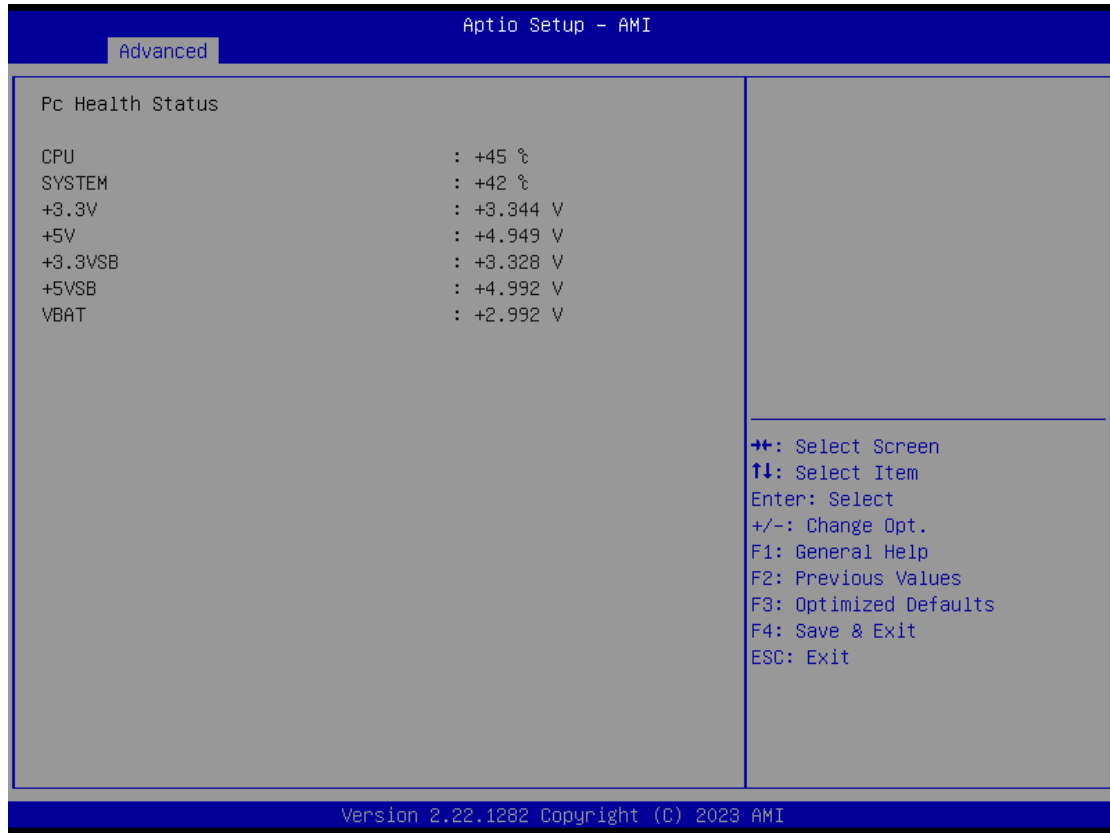 Aptio Setup - AMI
Advanced
Pc Health Status
CPU : +45 ℃
SYSTEM : +42 ℃
+3.3V : +3.344 V
+5V : +4.949 V
+3.3VSB : +3.328 V
+5VSB : +4.992 V
VBAT : +2.992 V
→←: Select Screen
↑↓: Select Item
Enter: Select
+/-: Change Opt.
F1: General Help
F2: Previous Values
F3: Optimized Defaults
F4: Save & Exit
ESC: Exit
Version 2.22.1282 Copyright (C) 2023 AMI